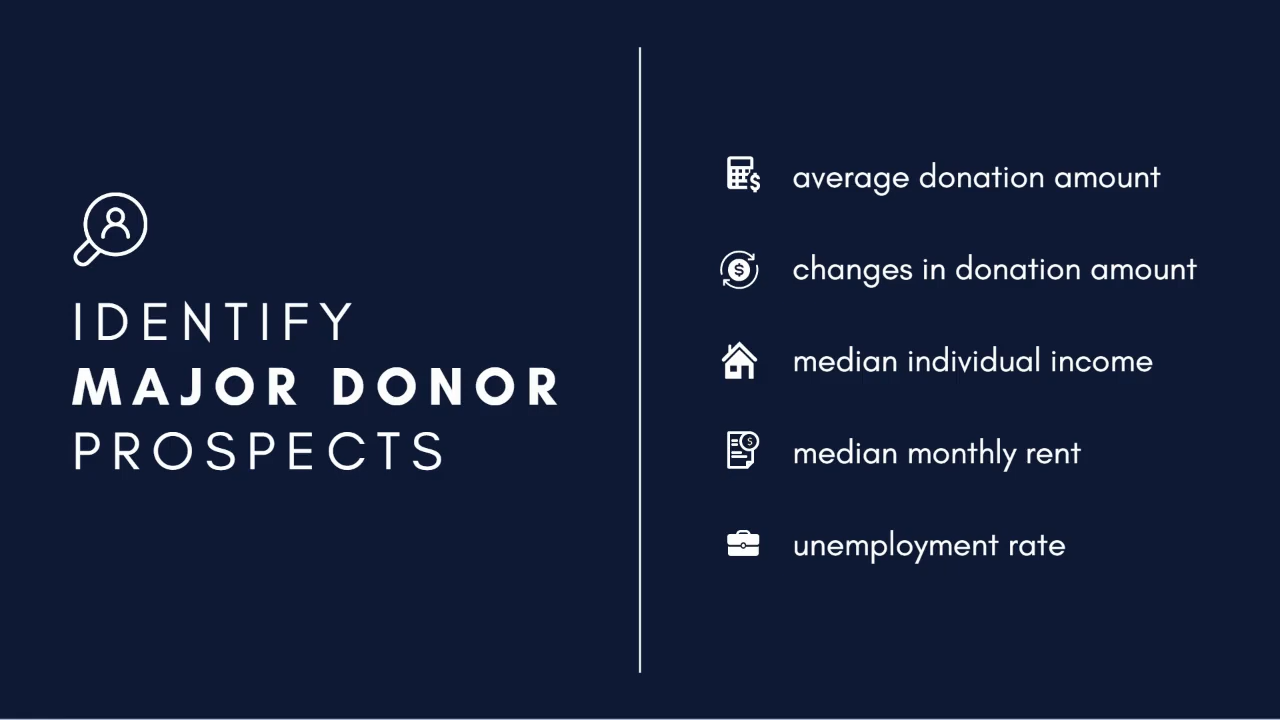 IDENTIFY
MAJOR DONOR
PROSPECTS
average donation amount
changes in donation amount
median individual income
median monthly rent
unemployment rate